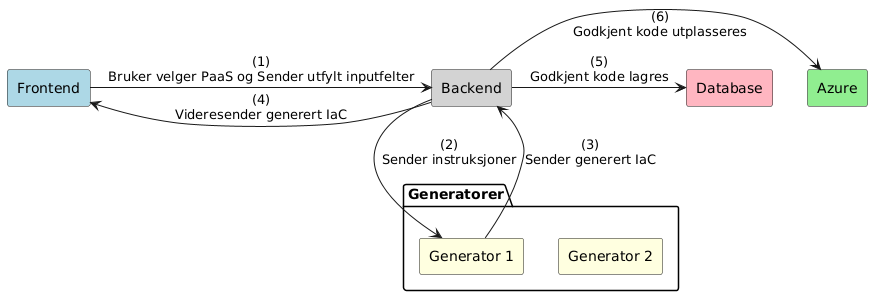 (6)
Godkjent kode utplasseres
(1)
Bruker velger PaaS og Sender utfylt inputfelter
(5)
Godkjent kode lagres
Frontend
Backend
Database
Azure
(4)
Videresender generert IaC
(2)
Sender instruksjoner
(3)
Sender generert IaC
Generatorer
Generator 1
Generator 2